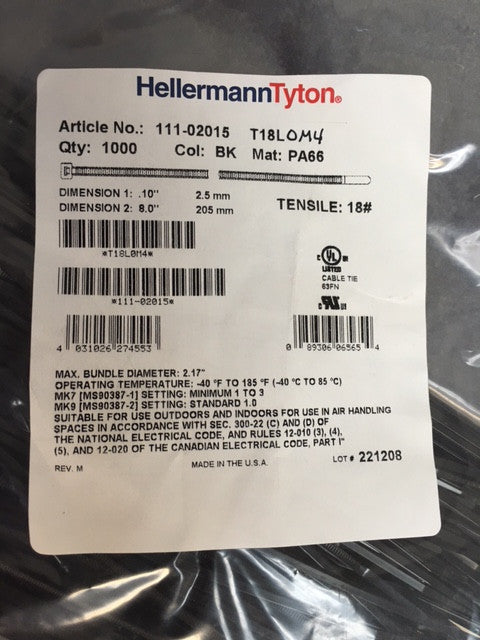 HellermannTyton®
Article No.: 111-02015 T18L0M4
Qty: 1000 Col: BK Mat: PA66
DIMENSION 1: .10" 2.5 mm
DIMENSION 2: 8.0" 205 mm
TENSILE: 18#
*T18L0M4*
UL
LISTED
CABLE TIE
63FN
*111-02015*
4 031026 274553
0 89306 06565 4
MAX. BUNDLE DIAMETER: 2.17"
OPERATING TEMPERATURE: -40 °F TO 185 °F (-40 °C TO 85 °C)
MK7 [MS90387-1] SETTING: MINIMUM 1 TO 3
MK9 [MS90387-2] SETTING: STANDARD 1.0
SUITABLE FOR USE OUTDOORS AND INDOORS FOR USE IN AIR HANDLING
SPACES IN ACCORDANCE WITH SEC. 300-22 (C) AND (D) OF
THE NATIONAL ELECTRICAL CODE, AND RULES 12-010 (3), (4),
(5), AND 12-020 OF THE CANADIAN ELECTRICAL CODE, PART I"
REV. M MADE IN THE U.S.A. LOT # 221208